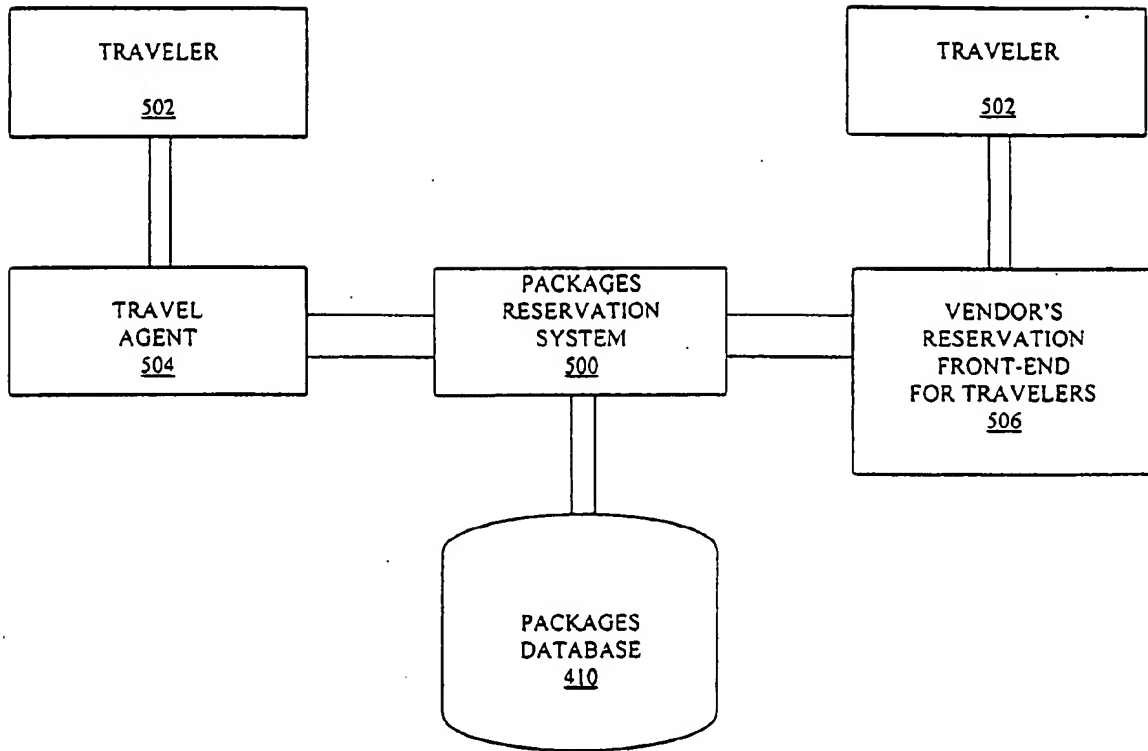 TRAVELER
502
TRAVELER
502
TRAVEL
AGENT
504
PACKAGES
RESERVATION
SYSTEM
500
VENDOR'S
RESERVATION
FRONT-END
FOR TRAVELERS
506
PACKAGES
DATABASE
410